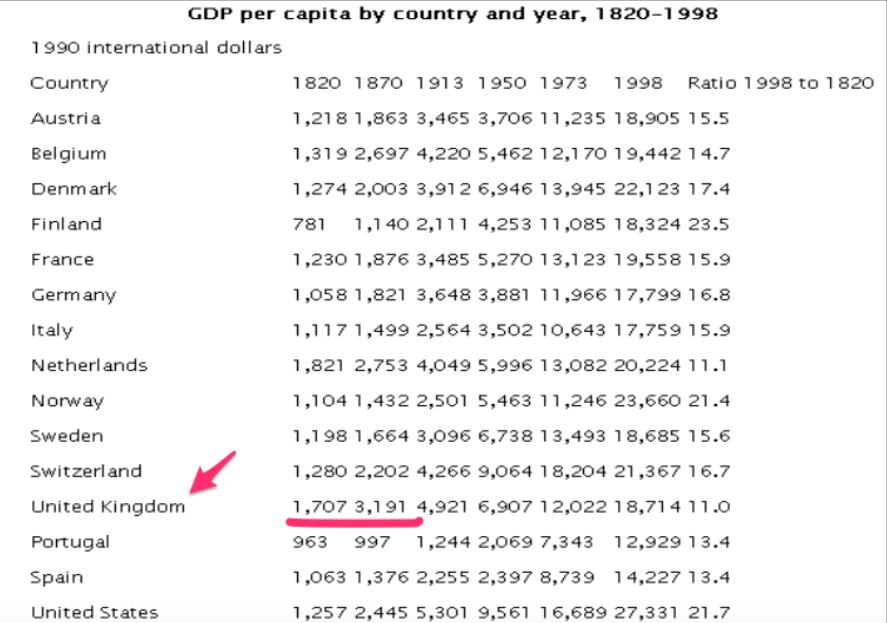 GDP per capita by country and year, 1820-1998
1990 international dollars
Country 1820 1870 1913 1950 1973 1998 Ratio 1998 to 1820
Austria 1,218 1,863 3,465 3,706 11,235 18,905 15.5
Belgium 1,319 2,697 4,220 5,462 12,170 19,442 14.7
Denmark 1,274 2,003 3,912 6,946 13,945 22,123 17.4
Finland 781 1,140 2,111 4,253 11,085 18,324 23.5
France 1,230 1,876 3,485 5,270 13,123 19,558 15.9
Germany 1,058 1,821 3,648 3,881 11,966 17,799 16.8
Italy 1,117 1,499 2,564 3,502 10,643 17,759 15.9
Netherlands 1,821 2,753 4,049 5,996 13,082 20,224 11.1
Norway 1,104 1,432 2,501 5,463 11,246 23,660 21.4
Sweden 1,198 1,664 3,096 6,738 13,493 18,685 15.6
Switzerland 1,280 2,202 4,266 9,064 18,204 21,367 16.7
United Kingdom 1,707 3,191 4,921 6,907 12,022 18,714 11.0
Portugal 963 997 1,244 2,069 7,343 12,929 13.4
Spain 1,063 1,376 2,255 2,397 8,739 14,227 13.4
United States 1,257 2,445 5,301 9,561 16,689 27,331 21.7